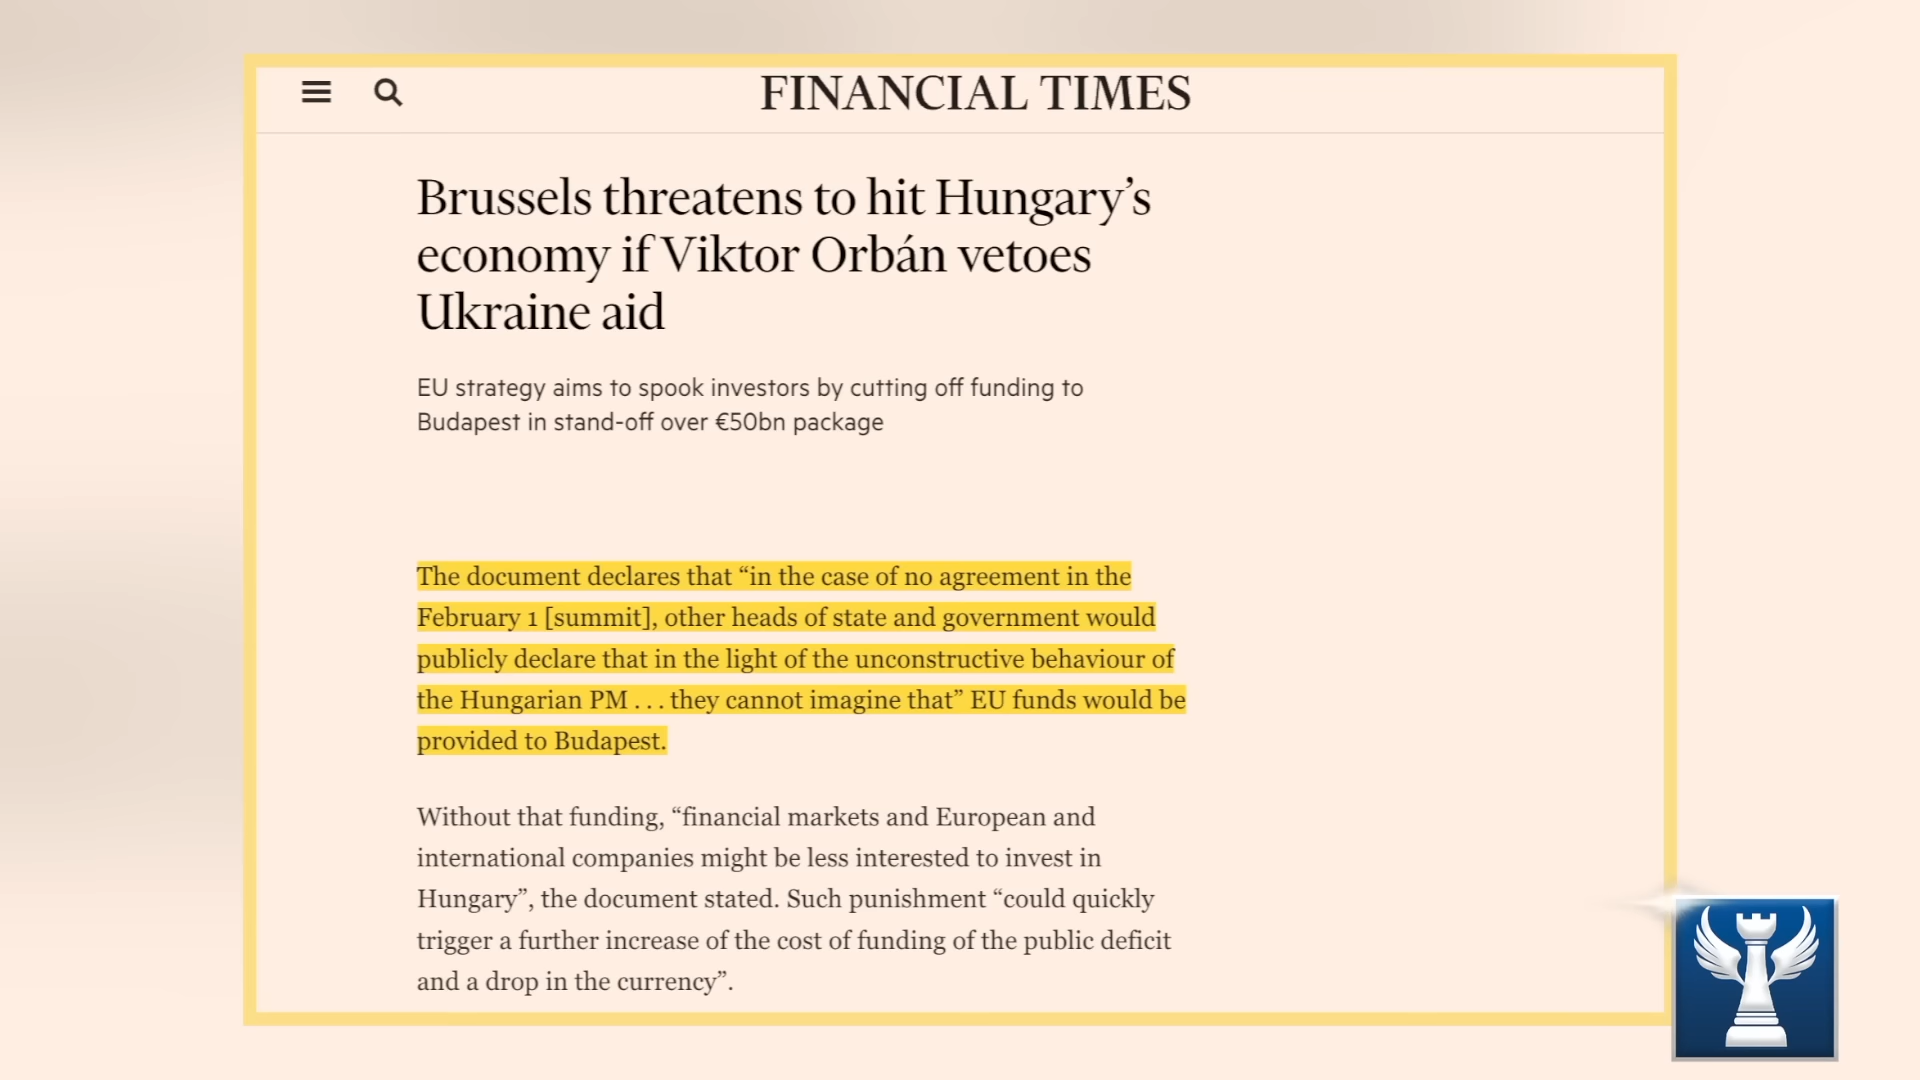 FINANCIAL TIMES
Brussels threatens to hit Hungary’s
economy if Viktor Orbán vetoes
Ukraine aid
EU strategy aims to spook investors by cutting off funding to
Budapest in stand-off over €50bn package
The document declares that “in the case of no agreement in the
February 1 [summit], other heads of state and government would
publicly declare that in the light of the unconstructive behaviour of
the Hungarian PM . . . they cannot imagine that” EU funds would be
provided to Budapest.
Without that funding, “financial markets and European and
international companies might be less interested to invest in
Hungary”, the document stated. Such punishment “could quickly
trigger a further increase of the cost of funding of the public deficit
and a drop in the currency”.